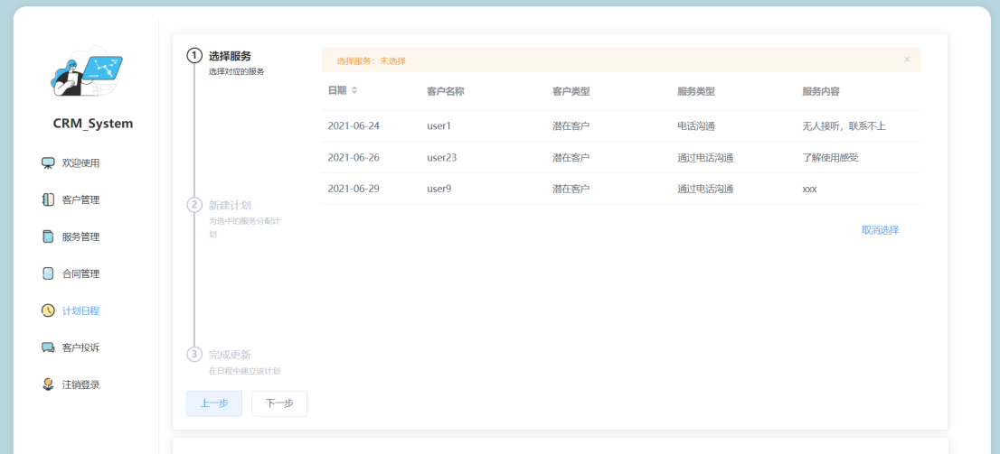 CRM_System
欢迎使用
客户管理
服务管理
合同管理
计划日程
客户投诉
注销登录
1 选择服务
选择对应的服务
2 新建计划
为选中的服务分配计
划
3 完成更新
在日程中建立该计划
上一步 下一步
选择服务：未选择 ×
日期 客户名称 客户类型 服务类型 服务内容
2021-06-24 user1 潜在客户 电话沟通 无人接听，联系不上
2021-06-26 user23 潜在客户 通过电话沟通 了解使用感受
2021-06-29 user9 潜在客户 通过电话沟通 xxx
取消选择